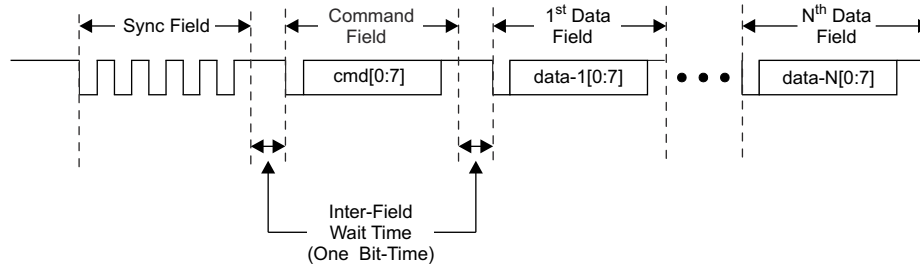 Sync Field
Command
Field
1st Data
Field
Nth Data
Field
cmd[0:7]
data-1[0:7]
data-N[0:7]
Inter-Field
Wait Time
(One Bit-Time)